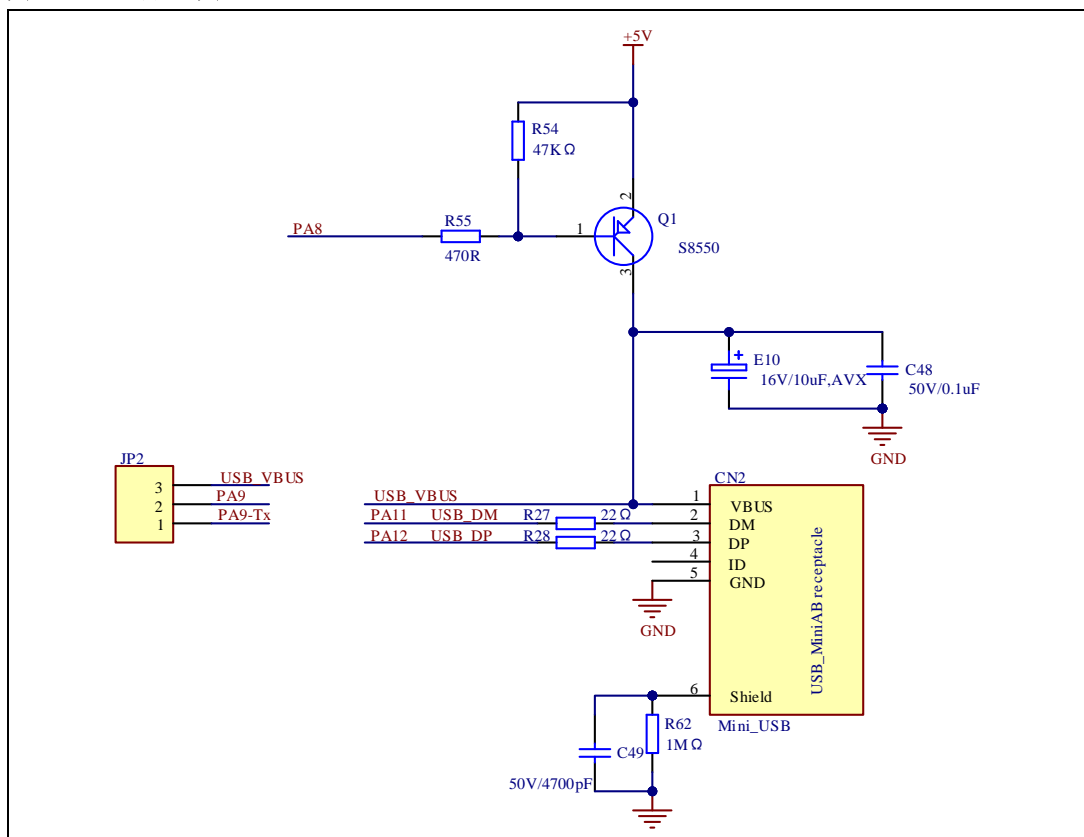 +5V
R54
47KΩ
2
Q1
PA8
R55
1
470R
S8550
3
E10
16V/10uF,AVX
C48
50V/0.1uF
GND
JP2
3
USB_VBUS
2
PA9
1
PA9-Tx
CN2
USB_VBUS
1
VBUS
PA11
USB_DM
R27
22Ω
2
DM
PA12
USB_DP
R28
22Ω
3
DP
4
ID
5
GND
GND
USB_MiniAB receptacle
6
Shield
Mini_USB
R62
1MΩ
C49
50V/4700pF